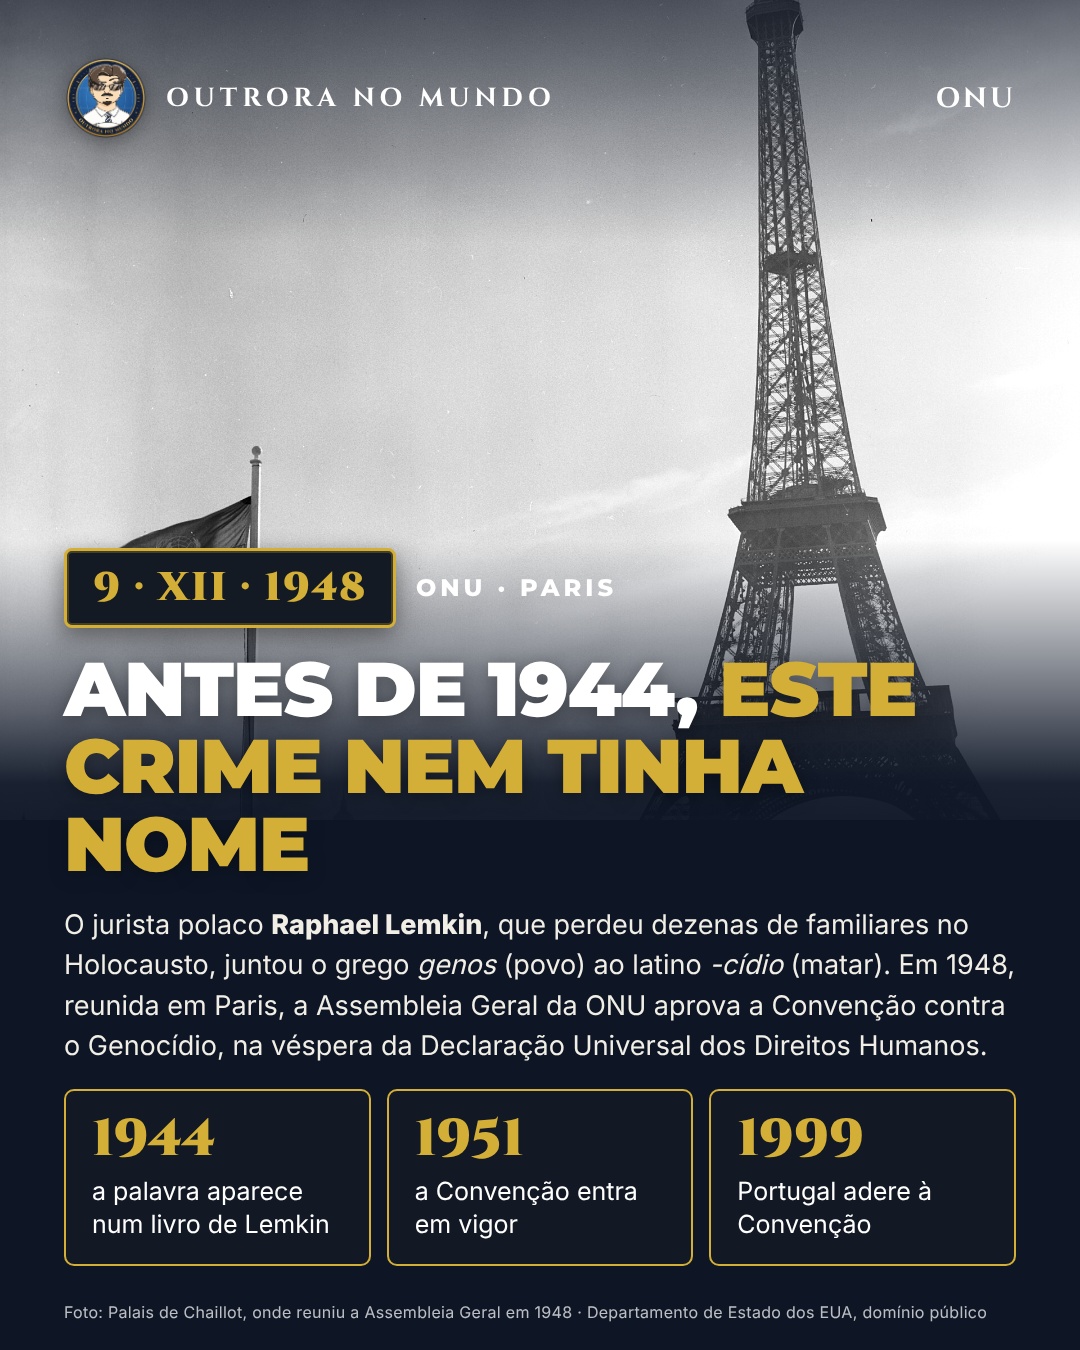 OUTRORA NO MUNDO
ONU
9 · XII · 1948
ONU · PARIS
ANTES DE 1944, ESTE
CRIME NEM TINHA
NOME
O jurista polaco Raphael Lemkin, que perdeu dezenas de familiares no
Holocausto, juntou o grego genos (povo) ao latino -cídio (matar). Em 1948,
reunida em Paris, a Assembleia Geral da ONU aprova a Convenção contra
o Genocídio, na véspera da Declaração Universal dos Direitos Humanos.
1944
a palavra aparece
num livro de Lemkin
1951
a Convenção entra
em vigor
1999
Portugal adere à
Convenção
Foto: Palais de Chaillot, onde reuniu a Assembleia Geral em 1948 · Departamento de Estado dos EUA, domínio público